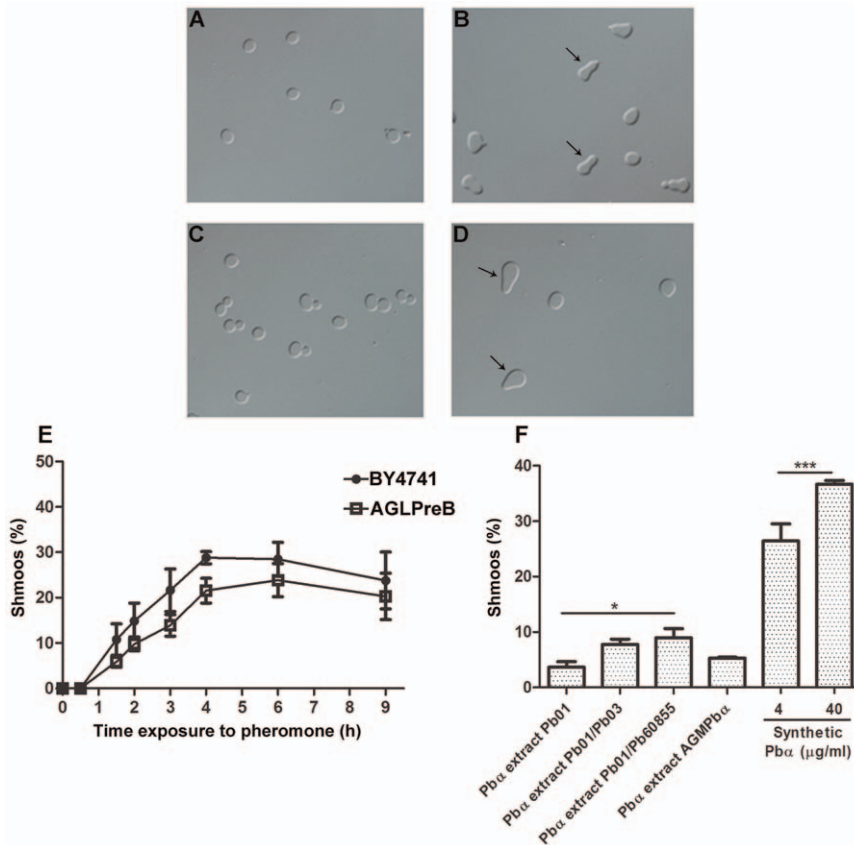 A
B
C
D
E
F
50
40
30
20
10
0
Shmoos (%)
BY4741
AGLPreB
0 1 2 3 4 5 6 7 8 9
Time exposure to pheromone (h)
40
30
20
10
0
Shmoos (%)
*
***
Pbα extract Pb01
Pbα extract Pb01/Pb03
Pbα extract Pb01/Pb60855
Pbα extract AGMPbα
4 40
Synthetic
Pbα (µg/ml)